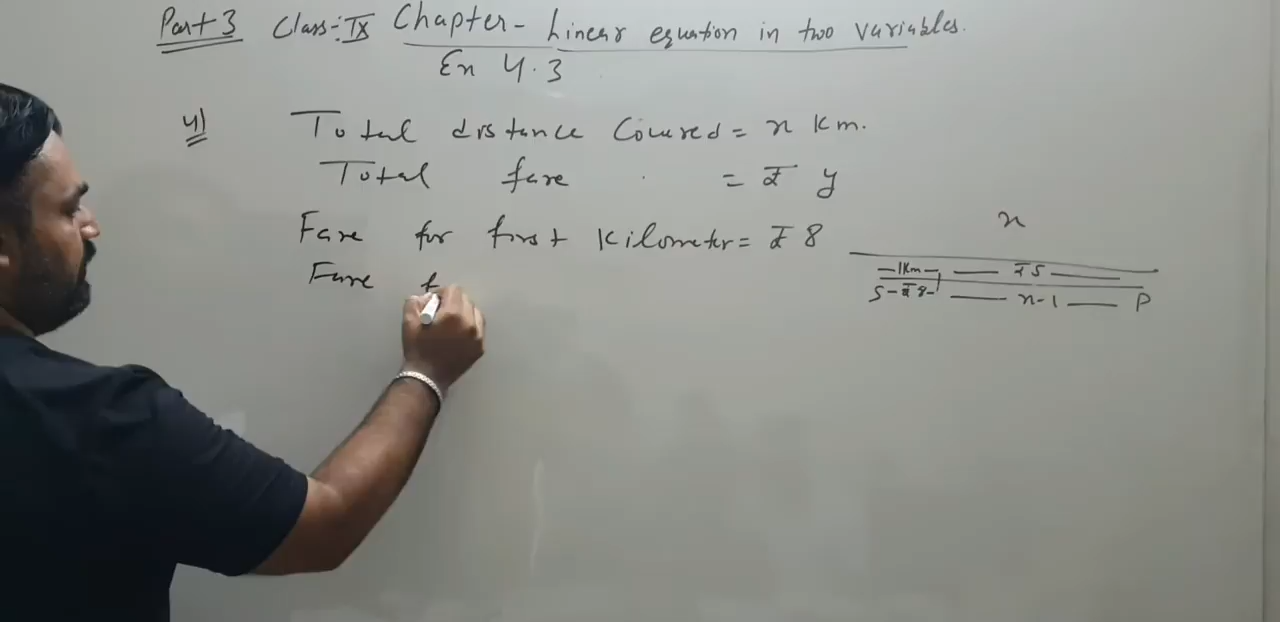 Part 3 Class:- IX Chapter- Linear equation in two variables.
Ex 4.3
4)
Total distance Covered = x Km.
Total fare = ₹ y
Fare for first Kilometer = ₹ 8
Fare f
x
1Km ₹5
S-₹8- x-1 P